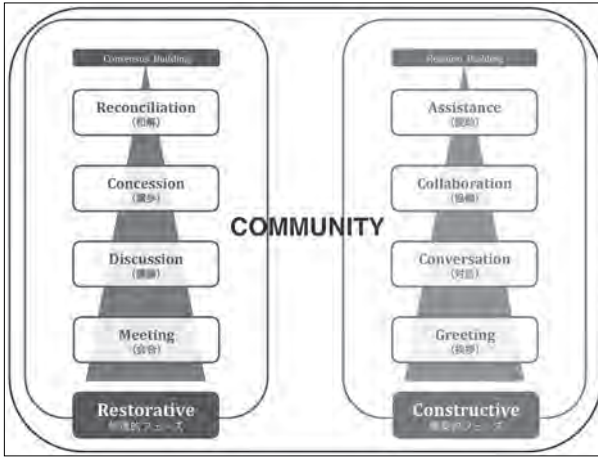 Consensus Building
Reconciliation
(和解)
Concession
(譲歩)
Discussion
(議論)
Meeting
(会合)
Restorative
COMMUNITY
Building
Assistance
(援助)
Collaboration
(協働)
Conversation
(対話)
Greeting
(挨拶)
Constructive